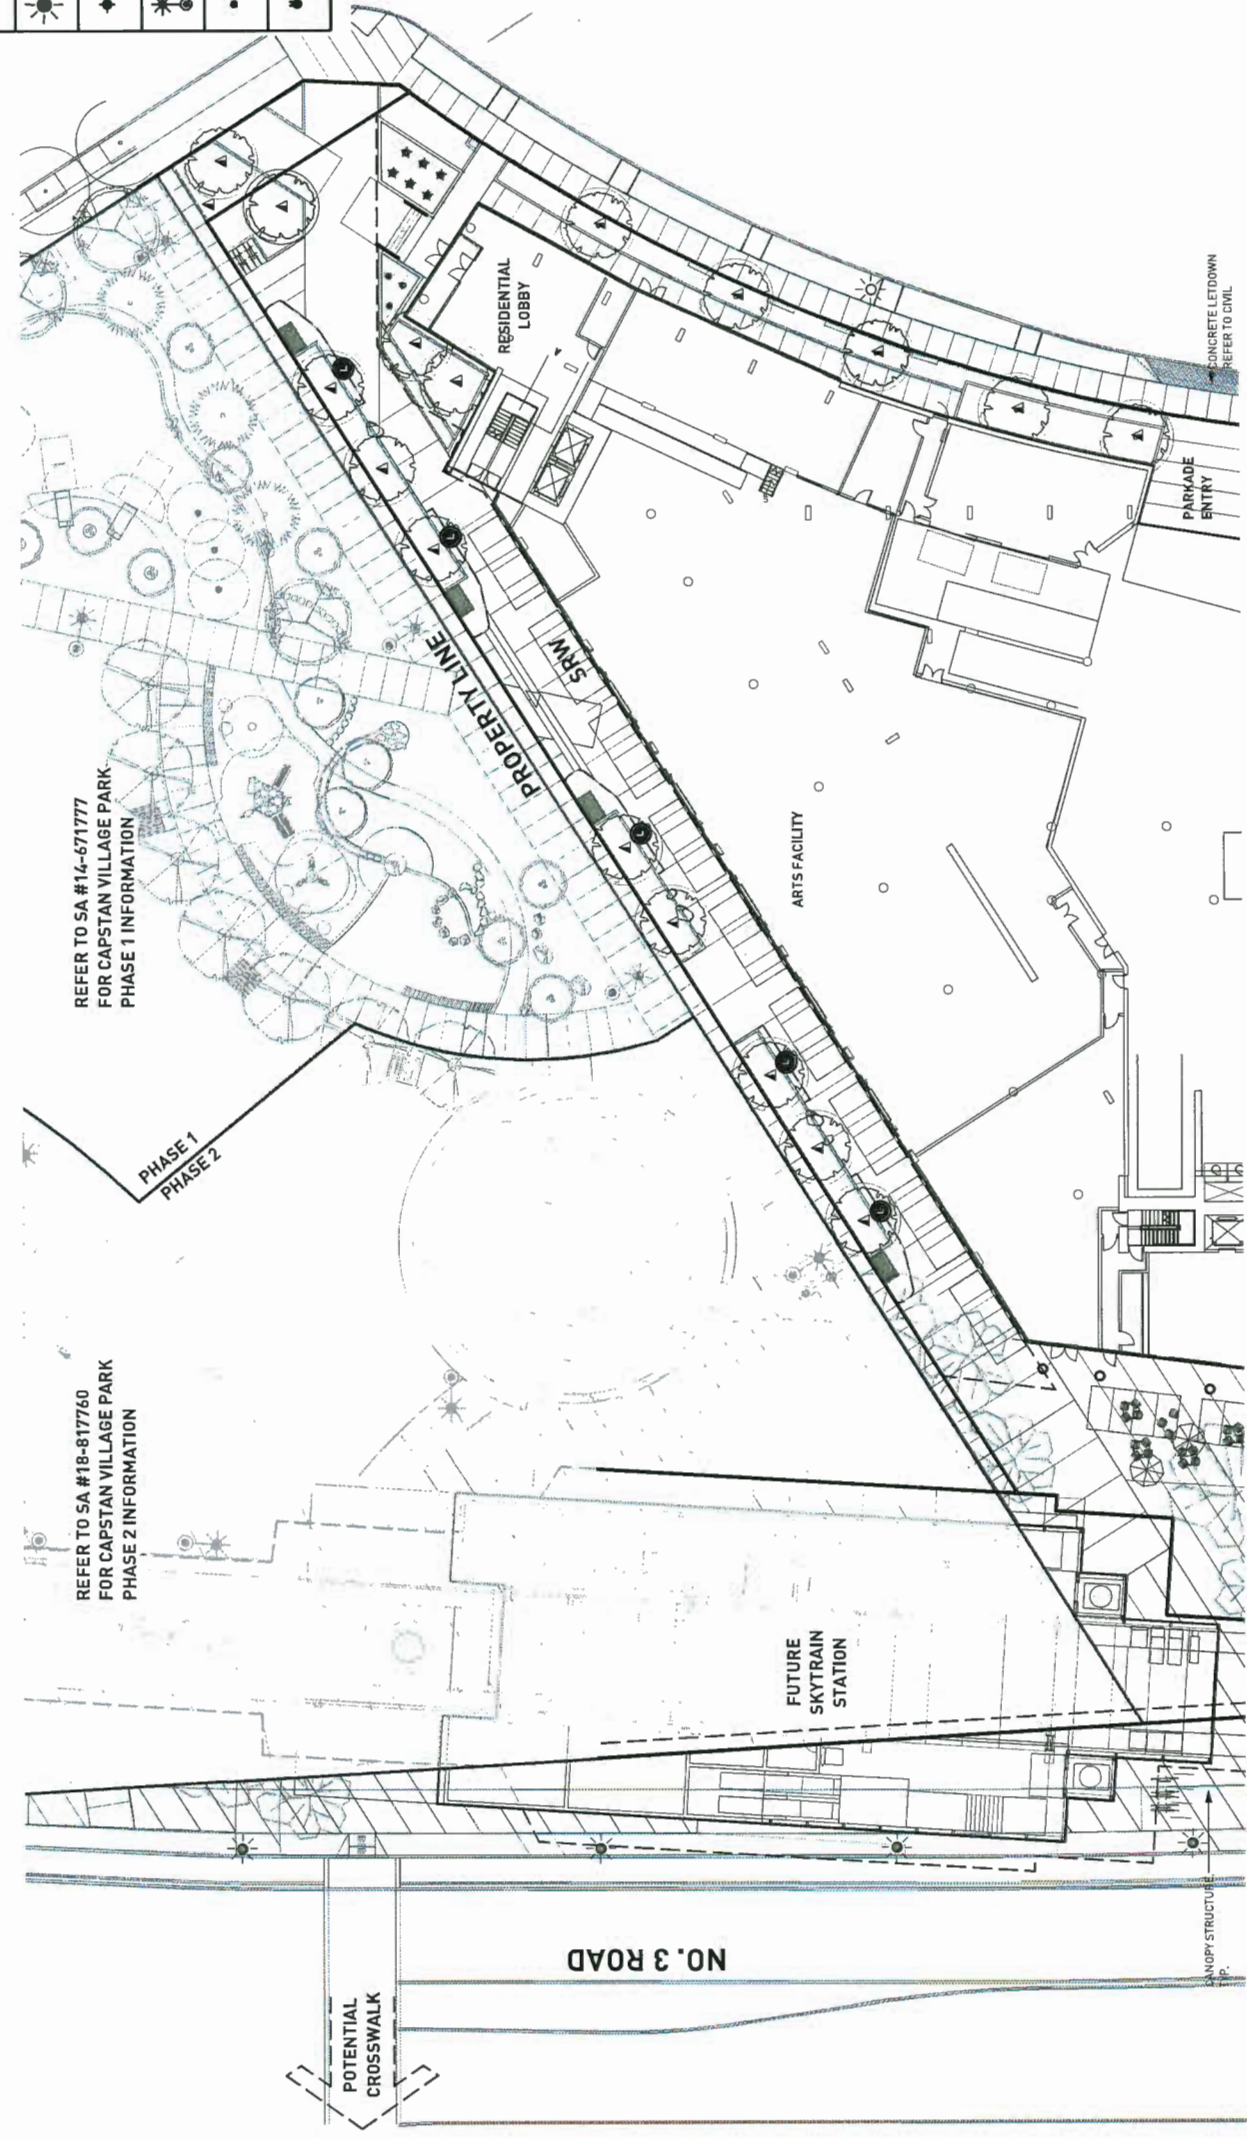 REFER TO SA #14-671777
FOR CAPSTAN VILLAGE PARK
PHASE 1 INFORMATION
REFER TO SA #18-817760
FOR CAPSTAN VILLAGE PARK
PHASE 2 INFORMATION
PHASE 1
PHASE 2
PROPERTY LINE
SRW
RESIDENTIAL
LOBBY
CONCRETE LETDOWN
REFER TO CIVIL
PARKADE
ENTRY
ARTS FACILITY
FUTURE
SKYTRAIN
STATION
NO. 3 ROAD
POTENTIAL
CROSSWALK
CANOPY STRUCTURE
TYP.